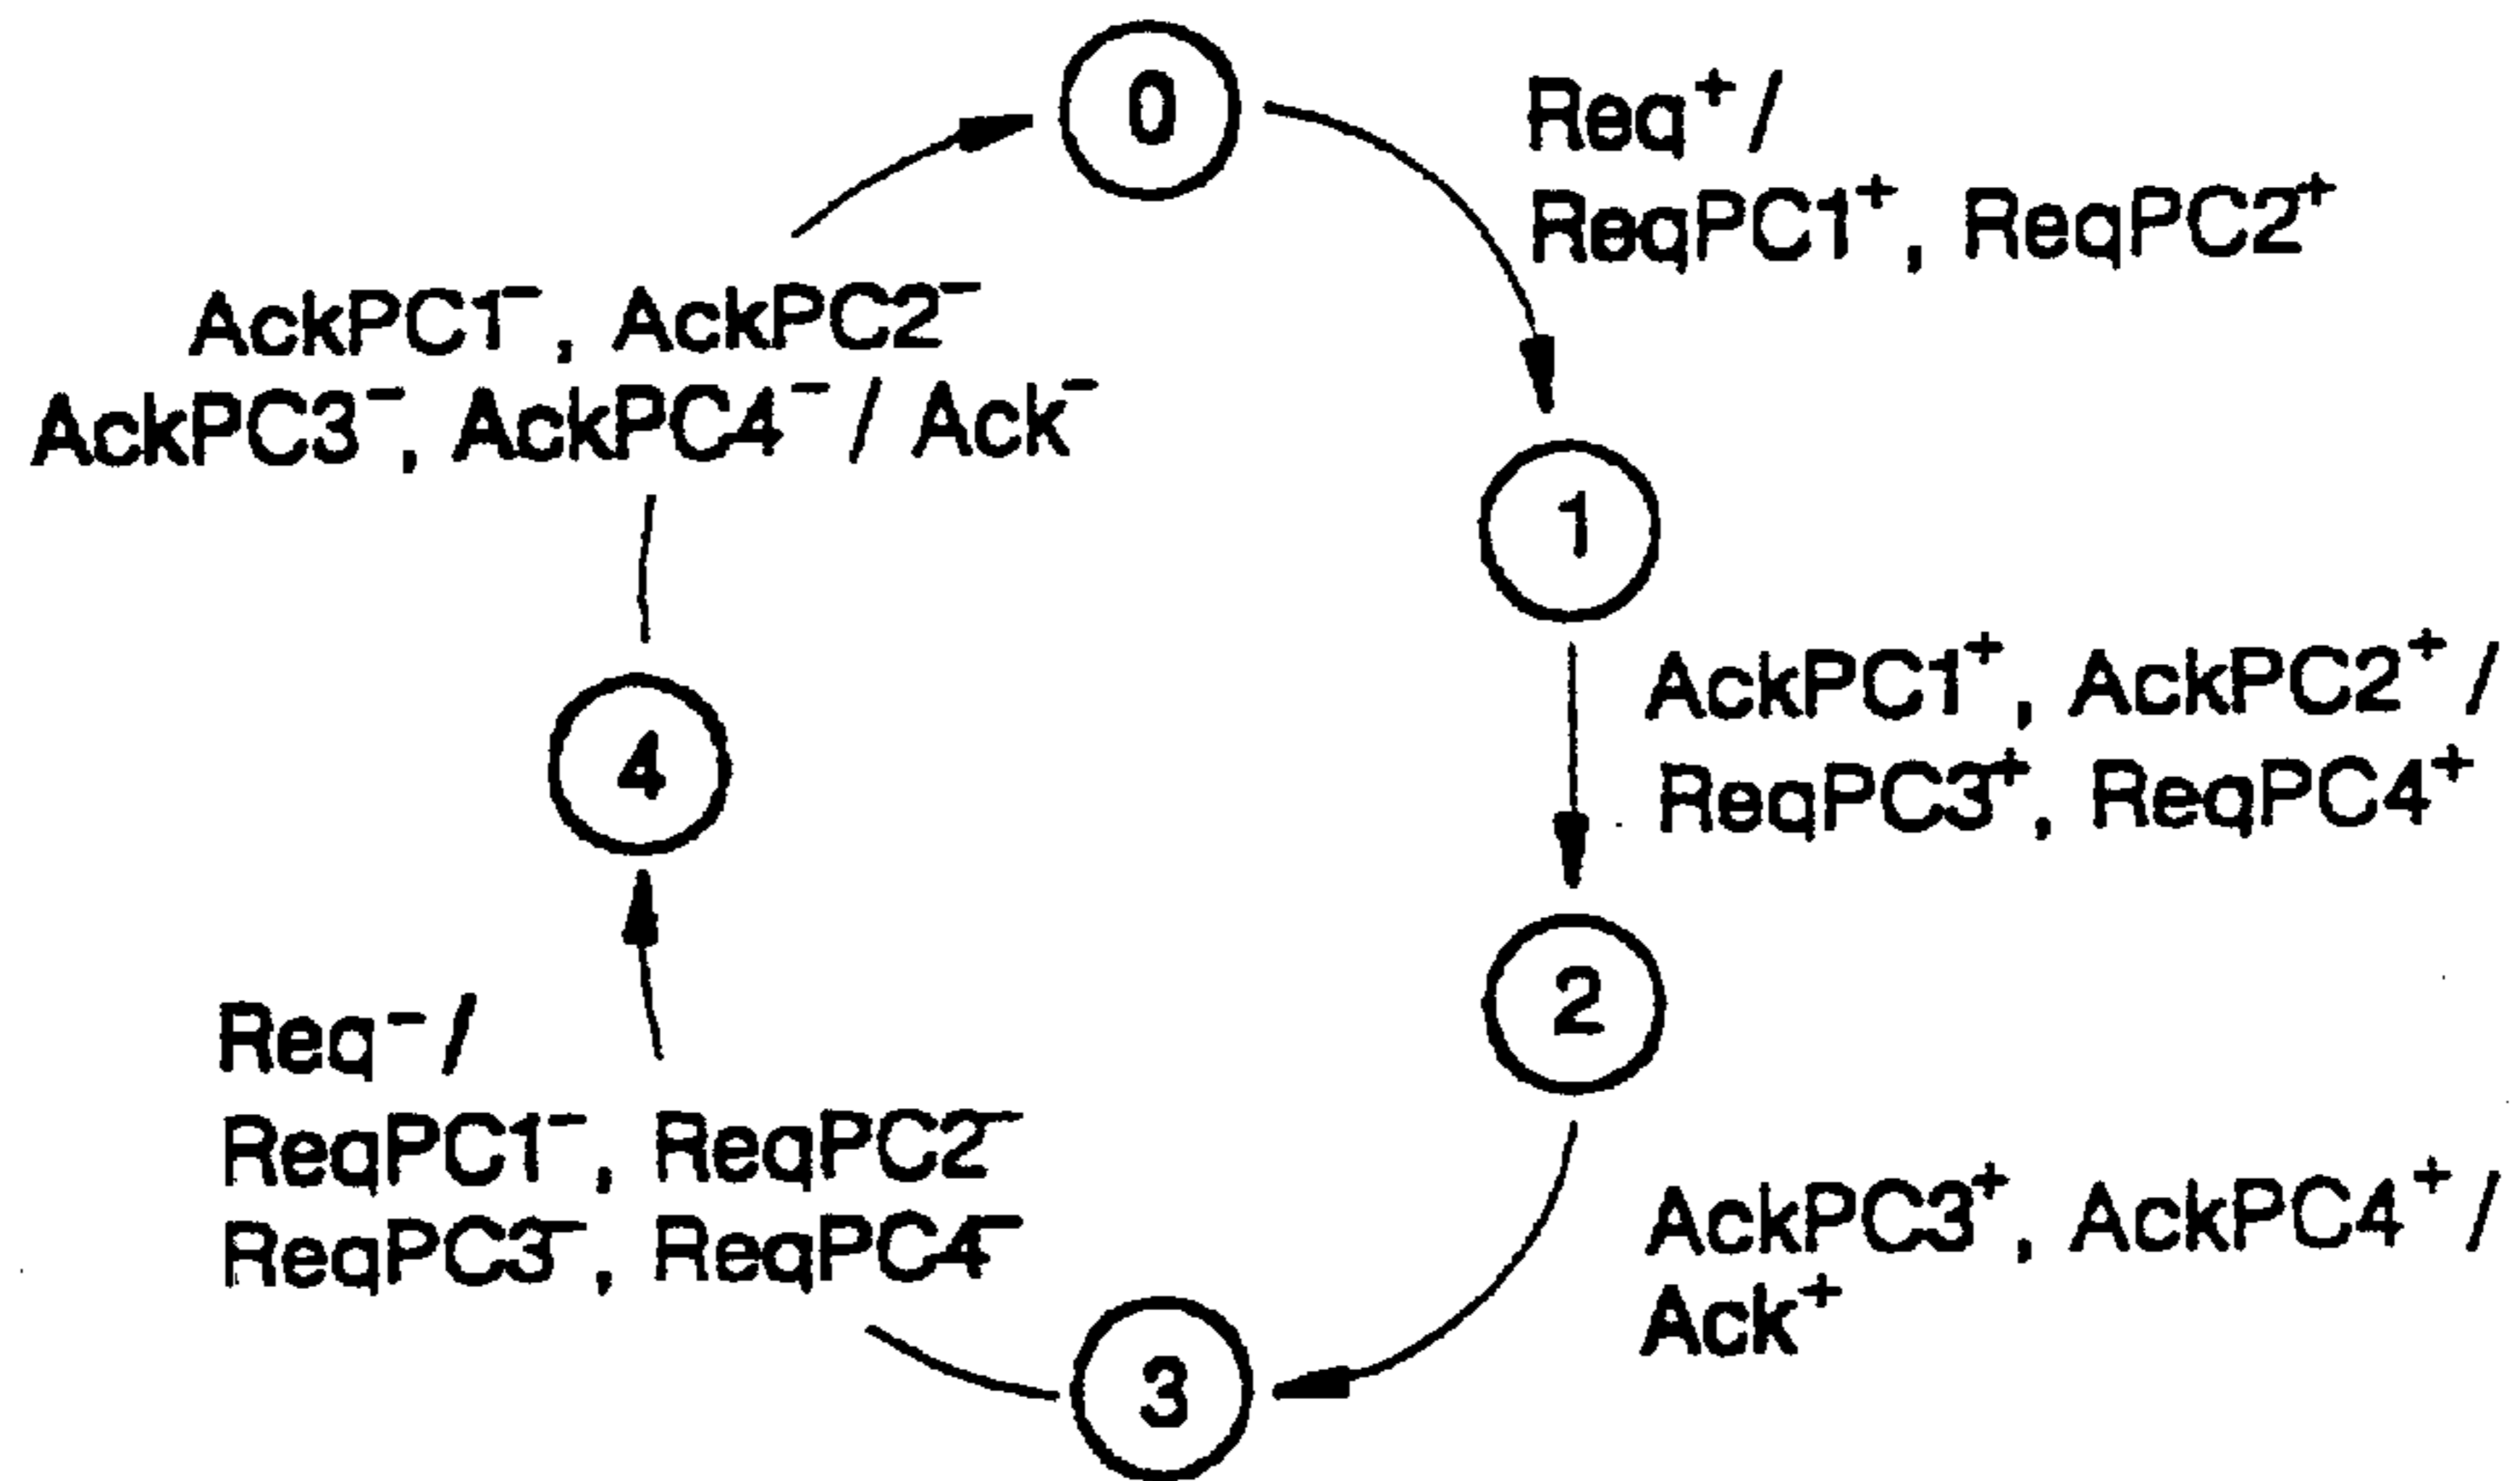 0
Req⁺/
ReqPC1⁺, ReqPC2⁺
AckPC1⁻, AckPC2⁻
AckPC3⁻, AckPC4⁻/ Ack⁻
1
AckPC1⁺, AckPC2⁺/
ReqPC3⁺, ReqPC4⁺
4
2
Req⁻/
ReqPC1⁻, ReqPC2⁻
ReqPC3⁻, ReqPC4⁻
AckPC3⁺, AckPC4⁺/
Ack⁺
3